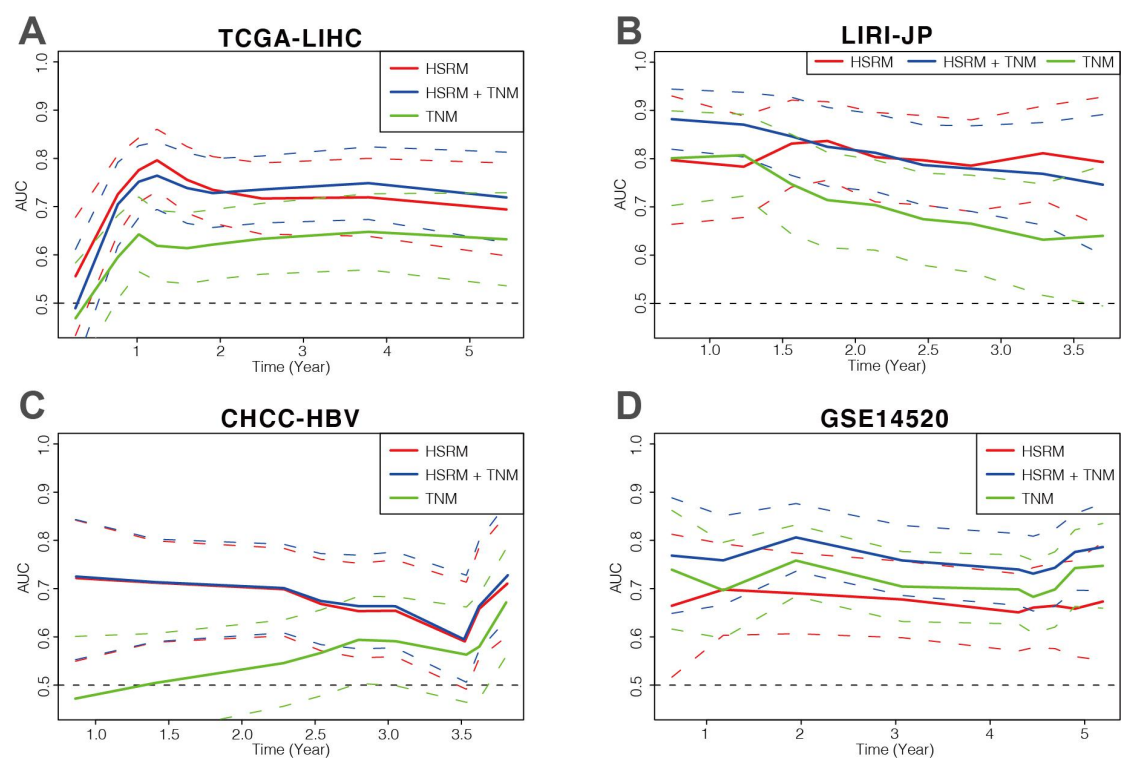 A
TCGA-LIHC
HSRM
HSRM + TNM
TNM
AUC
0.5 0.6 0.7 0.8 0.9 1.0
1 2 3 4 5
Time (Year)
B
LIRI-JP
HSRM HSRM + TNM TNM
AUC
0.5 0.6 0.7 0.8 0.9 1.0
1.0 1.5 2.0 2.5 3.0 3.5
Time (Year)
C
CHCC-HBV
HSRM
HSRM + TNM
TNM
AUC
0.5 0.6 0.7 0.8 0.9 1.0
1.0 1.5 2.0 2.5 3.0 3.5
Time (Year)
D
GSE14520
HSRM
HSRM + TNM
TNM
AUC
0.5 0.6 0.7 0.8 0.9 1.0
1 2 3 4 5
Time (Year)